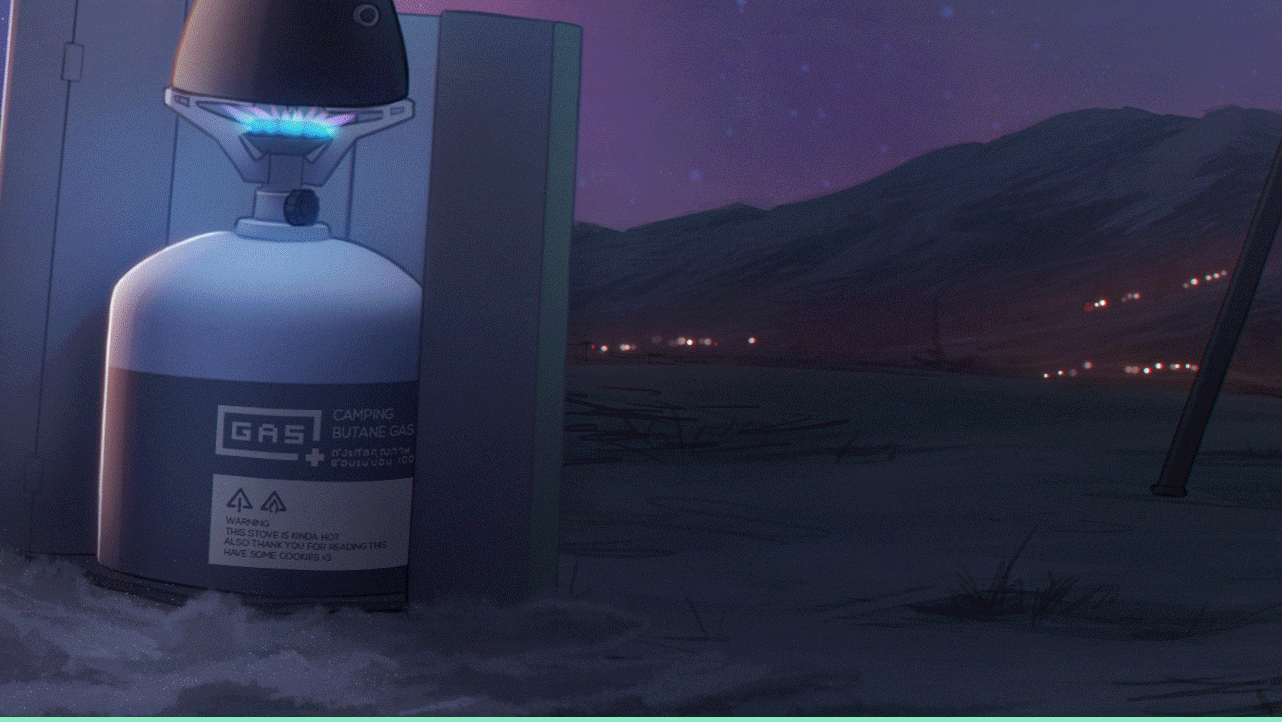 GAS
CAMPING
BUTANE GAS
WARNING
THIS STOVE IS KINDA HOT
ALSO THANK YOU FOR READING THIS
HAVE SOME COOKIES <3